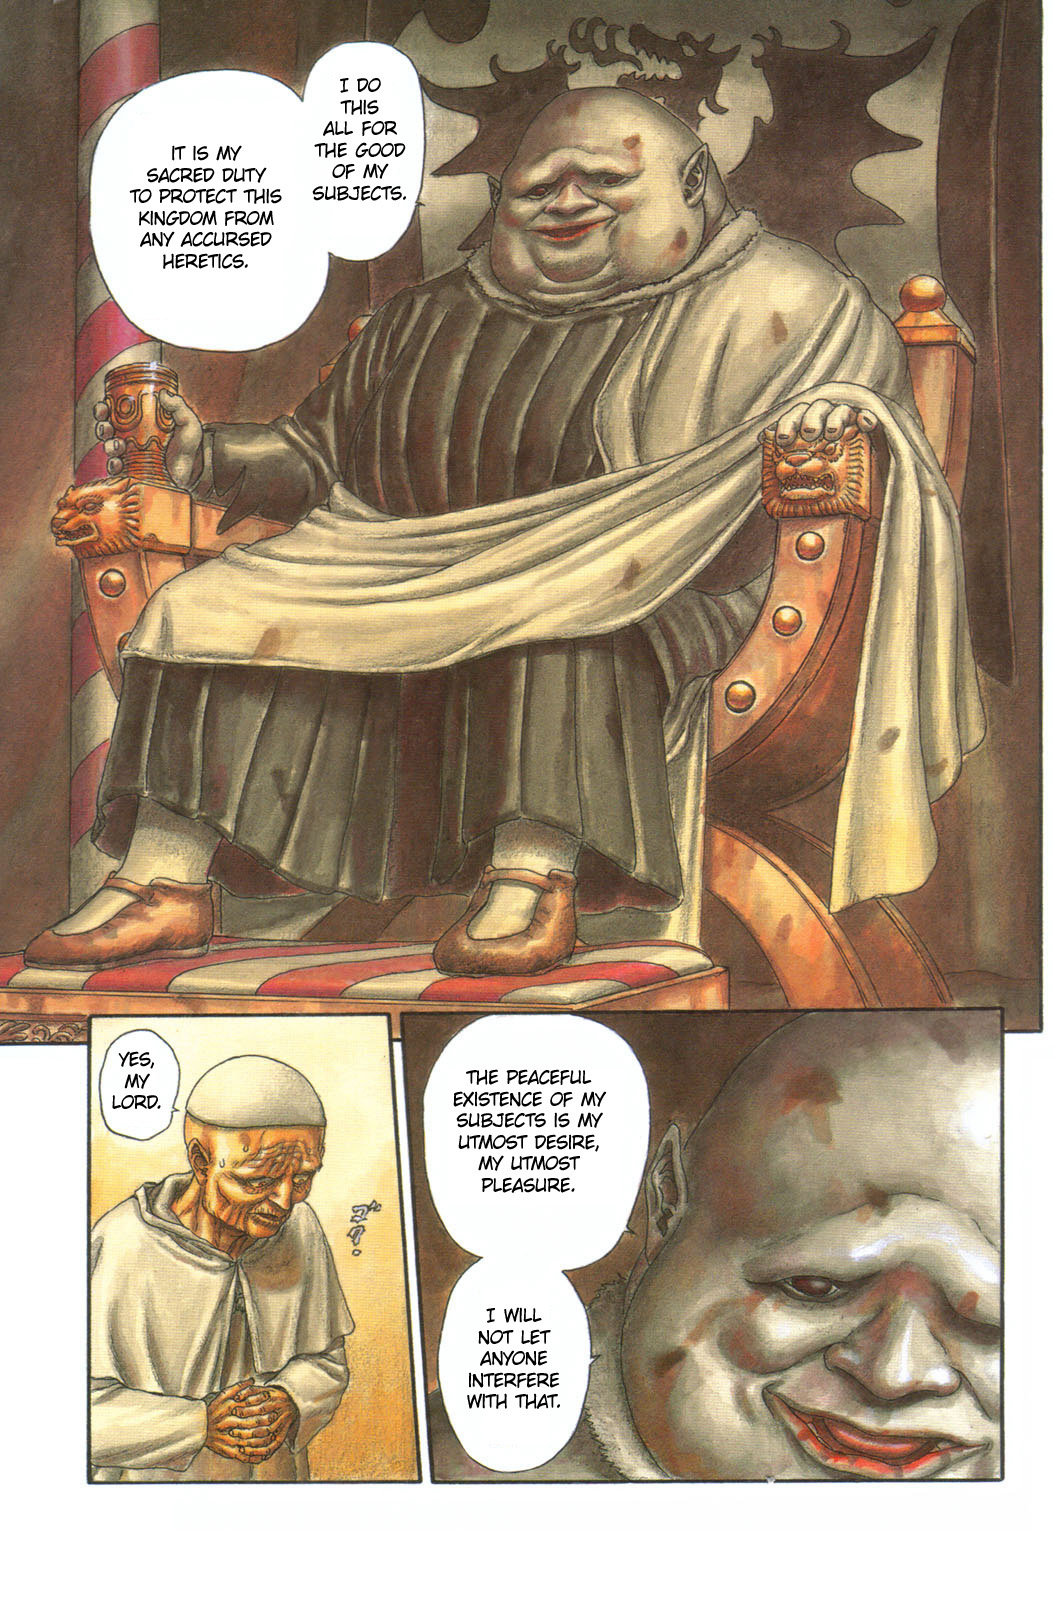 I DO
THIS
ALL FOR
THE GOOD
OF MY
SUBJECTS.
IT IS MY
SACRED DUTY
TO PROTECT THIS
KINGDOM FROM
ANY ACCURSED
HERETICS.
THE PEACEFUL
EXISTENCE OF MY
SUBJECTS IS MY
UTMOST DESIRE,
MY UTMOST
PLEASURE.
I WILL
NOT LET
ANYONE
INTERFERE
WITH THAT.
YES,
MY
LORD.